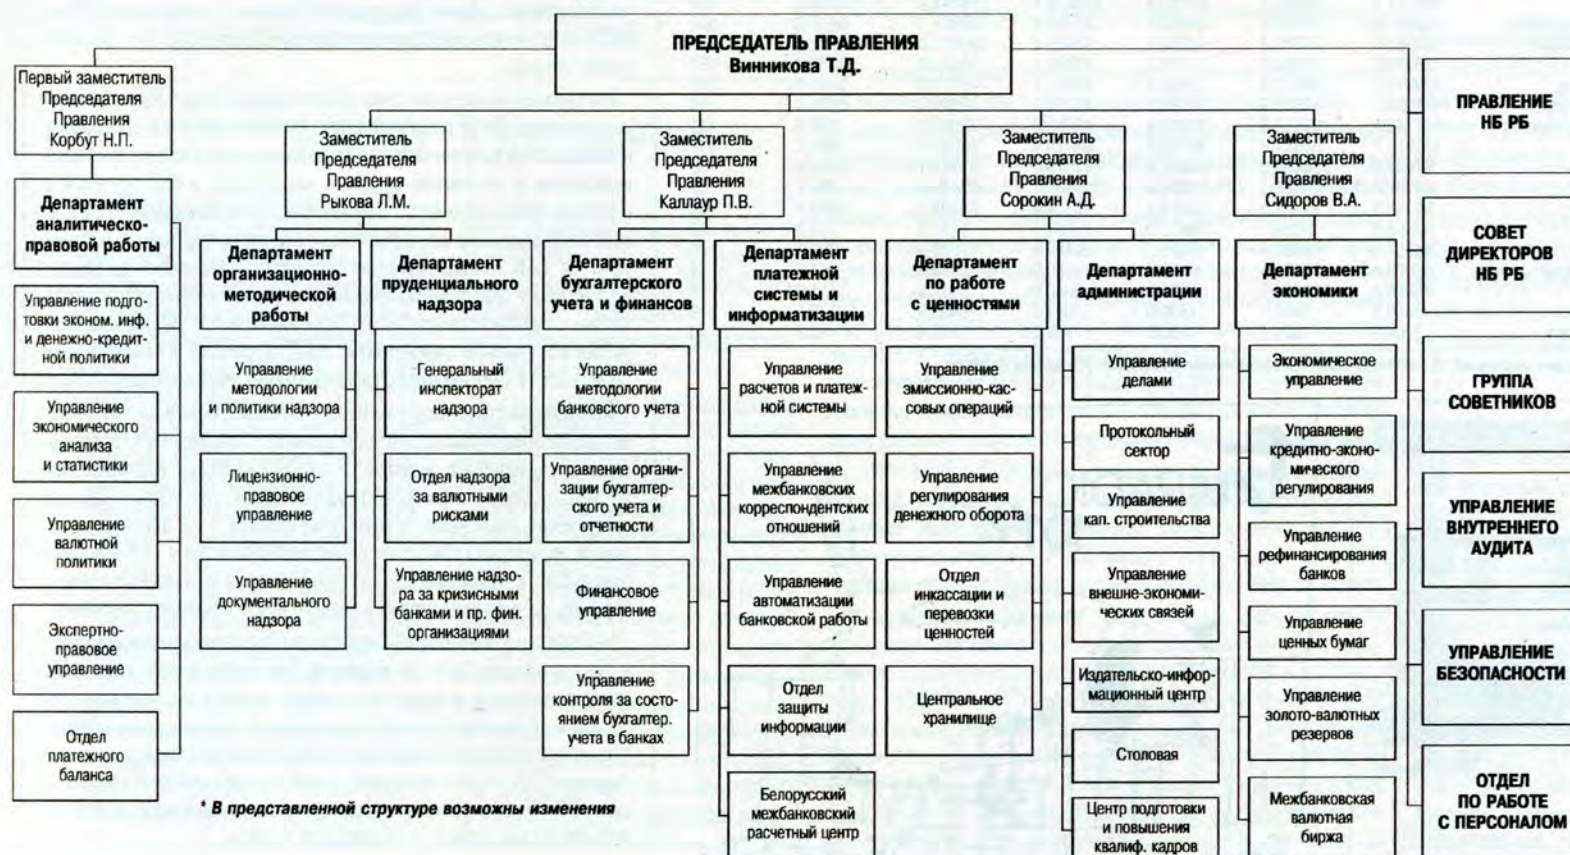 ПРЕДСЕДАТЕЛЬ ПРАВЛЕНИЯ
Винникова Т.Д.
Первый заместитель
Председателя
Правления
Корбут Н.П.
Заместитель
Председателя
Правления
Рыкова Л.М.
Заместитель
Председателя
Правления
Каллаур П.В.
Заместитель
Председателя
Правления
Сорокин А.Д.
Заместитель
Председателя
Правления
Сидоров В.А.
Департамент
аналитическо-
правовой работы
Управление подго-
товки эконом. инф.
и денежно-кредит-
ной политики
Управление
экономического
анализа
и статистики
Управление
валютной
политики
Экспертно-
правовое
управление
Отдел
платежного
баланса
Департамент
организационно-
методической
работы
Управление
методологии
и политики надзора
Лицензионно-
правовое
управление
Управление
документального
надзора
Департамент
пруденциального
надзора
Генеральный
инспекторат
надзора
Отдел надзора
за валютными
рисками
Управление надзо-
ра за кризисными
банками и пр. фин.
организациями
Департамент
бухгалтерского
учета и финансов
Управление
методологии
банковского учета
Управление органи-
зации бухгалтер-
ского учета и
отчетности
Финансовое
управление
Управление
контроля за состо-
янием бухгалтер.
учета в банках
Департамент
платежной
системы и
информатизации
Управление
расчетов и платеж-
ной системы
Управление
межбанковских
корреспондентских
отношений
Управление
автоматизации
банковской работы
Отдел
защиты
информации
Белорусский
межбанковский
расчетный центр
Департамент
по работе
с ценностями
Управление
эмиссионно-кас-
совых операций
Управление
регулирования
денежного оборота
Отдел
инкассации и
перевозки
ценностей
Центральное
хранилище
Департамент
администрации
Управление
делами
Протокольный
сектор
Управление
кап. строительства
Управление
внешне-экономи-
ческих связей
Издательско-инфор-
мационный центр
Столовая
Центр подготовки
и повышения
квалиф. кадров
Департамент
экономики
Экономическое
управление
Управление
кредитно-эконо-
мического
регулирования
Управление
рефинансирования
банков
Управление
ценных бумаг
Управление
золото-валютных
резервов
Межбанковская
валютная
биржа
ПРАВЛЕНИЕ
НБ РБ
СОВЕТ
ДИРЕКТОРОВ
НБ РБ
ГРУППА
СОВЕТНИКОВ
УПРАВЛЕНИЕ
ВНУТРЕННЕГО
АУДИТА
УПРАВЛЕНИЕ
БЕЗОПАСНОСТИ
ОТДЕЛ
ПО РАБОТЕ
С ПЕРСОНАЛОМ
* В представленной структуре возможны изменения